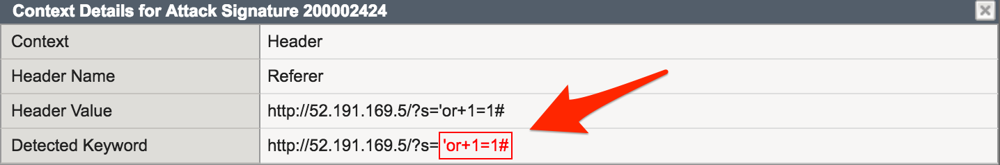 Context Details for Attack Signature 200002424
Context Header
Header Name Referer
Header Value http://52.191.169.5/?s='or+1=1#
Detected Keyword http://52.191.169.5/?s='or+1=1#